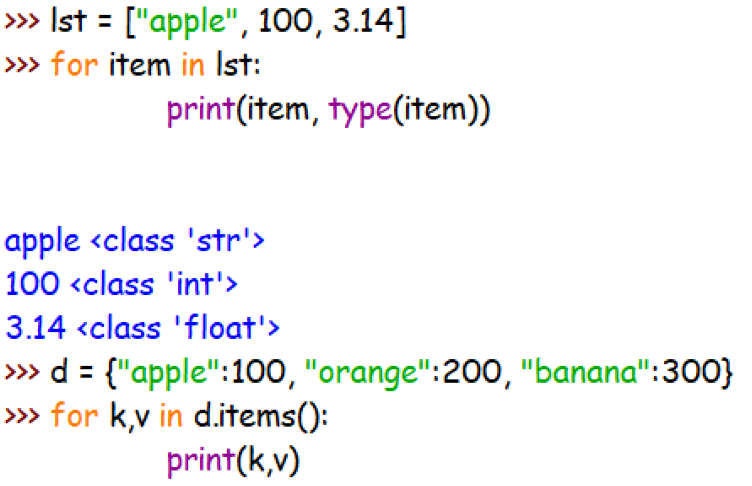 >>> lst = ["apple", 100, 3.14]
>>> for item in lst:
print(item, type(item))
apple <class 'str'>
100 <class 'int'>
3.14 <class 'float'>
>>> d = {"apple":100, "orange":200, "banana":300}
>>> for k,v in d.items():
print(k,v)